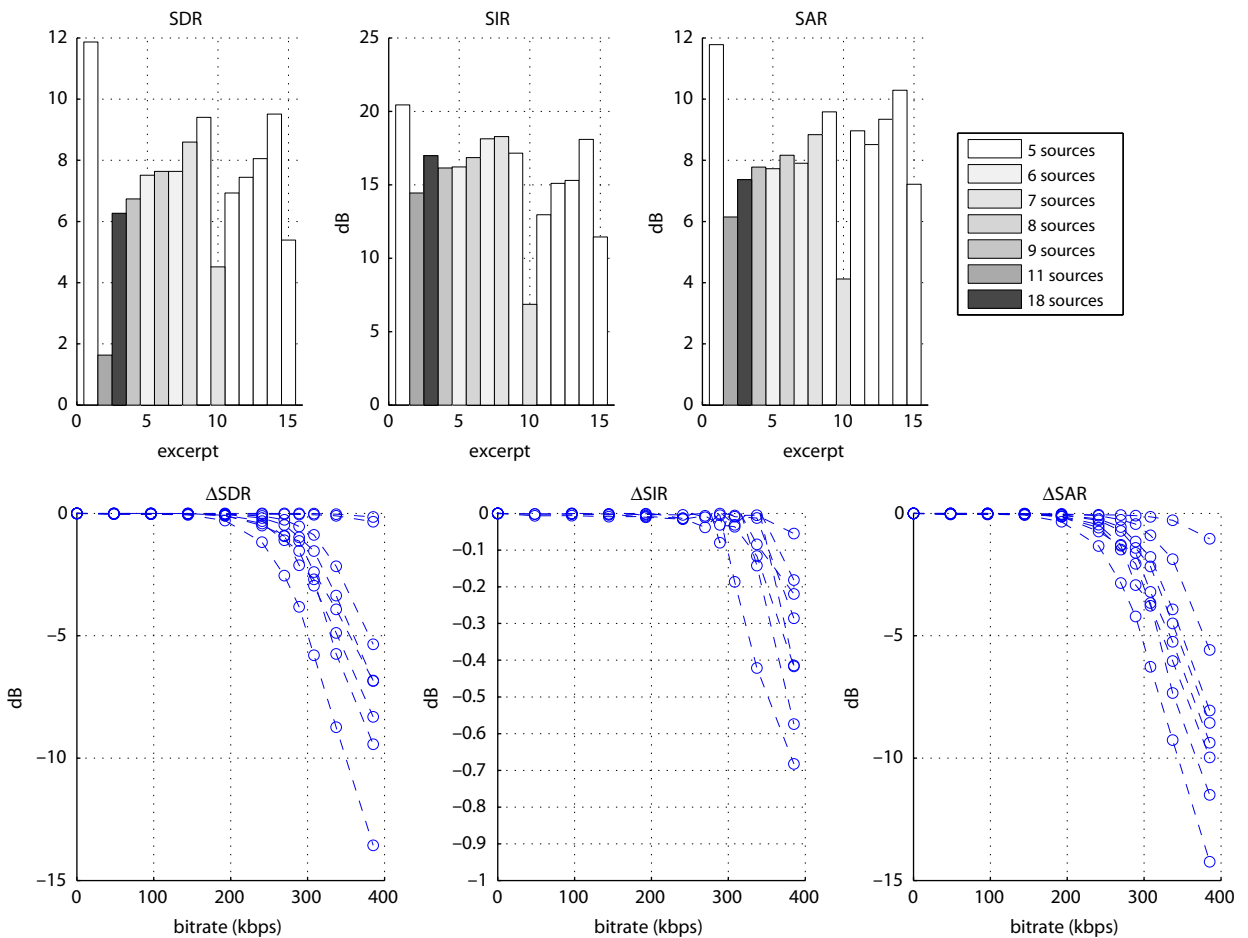 SDR
12
10
8
6
4
2
0
0
5
10
15
excerpt
SIR
25
20
15
10
5
0
0
5
10
15
dB
excerpt
SAR
12
10
8
6
4
2
0
0
5
10
15
dB
excerpt
5 sources
6 sources
7 sources
8 sources
9 sources
11 sources
18 sources
ΔSDR
0
−5
−10
−15
dB
0
100
200
300
400
bitrate (kbps)
ΔSIR
0
−0.1
−0.2
−0.3
−0.4
−0.5
−0.6
−0.7
−0.8
−0.9
−1
dB
0
100
200
300
400
bitrate (kbps)
ΔSAR
0
−5
−10
−15
dB
0
100
200
300
400
bitrate (kbps)